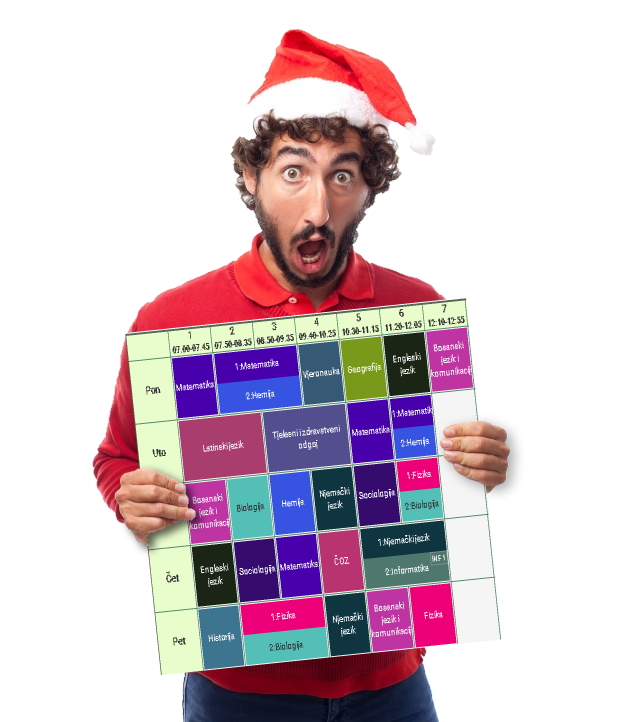 1 2 3 4 5 6 7
07.00-07.45 07.50-08.35 08.50-09.35 09.40-10.25 10.30-11.15 11.20-12.05 12:10-12:55
Pon
Matematika
1:Matematika
2:Hemija
Vjeronauka
Geografija
Engleski
jezik
Bosanski
jezik i
komunikacij
Uto
Latinski jezik
Tjelesni i zdravstveni
odgoj
Matematika
1:Matematika
2:Hemija
Bosanski
jezik i
komunikacij
Biologija
Hemija
Njemački
jezik
Sociologija
1:Fizika
2:Biologija
Čet
Engleski
jezik
Sociologija
Matematika
ČOZ
1:Njemački jezik
2:Informatika
INF 1
Pet
Historija
1:Fizika
2:Biologija
Njemački
jezik
Bosanski
jezik i
komunikacij
Fizika